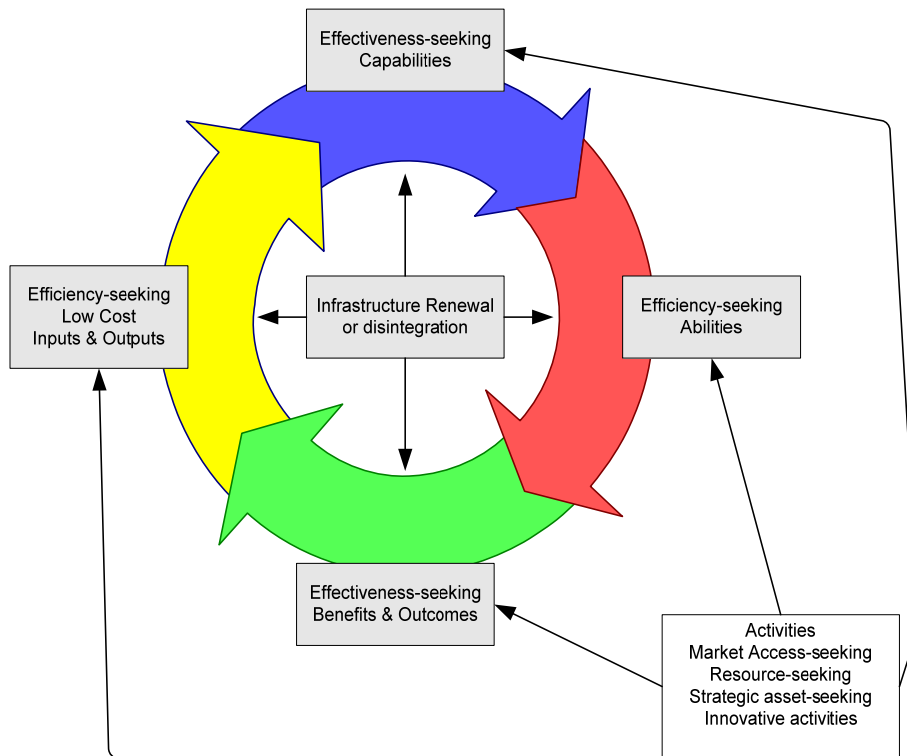 Effectiveness-seeking
Capabilities
Efficiency-seeking
Low Cost
Inputs & Outputs
Infrastructure Renewal
or disintegration
Efficiency-seeking
Abilities
Effectiveness-seeking
Benefits & Outcomes
Activities
Market Access-seeking
Resource-seeking
Strategic asset-seeking
Innovative activities